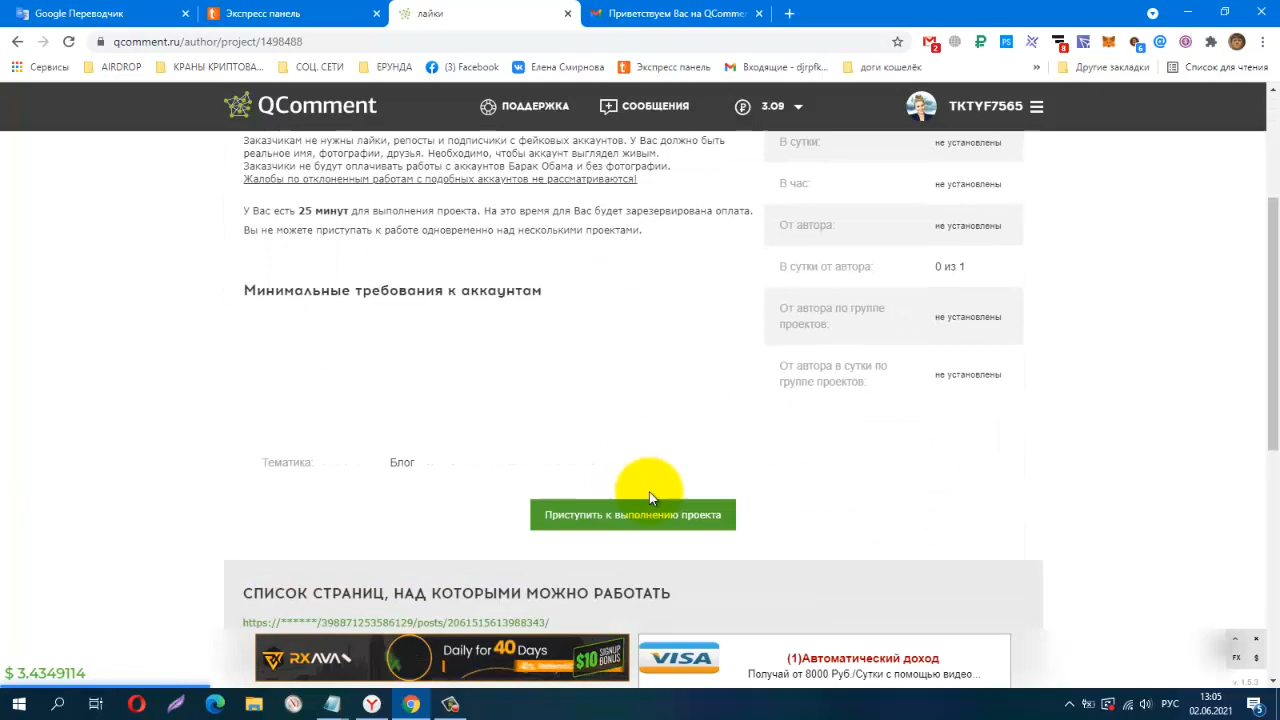 Google Переводчик
Экспресс панель
лайки
Приветствуем Вас на QCommer
qcomment.ru/author/project/1498488
Сервисы
AIRDROP
КРАНЫ КРИПТОВА...
СОЦ. СЕТИ
ЕРУНДА
(3) Facebook
Елена Смирнова
Экспресс панель
Входящие - djrpfk...
доги кошелёк
»
Другие закладки
Список для чтения
QComment
ПОДДЕРЖКА
СООБЩЕНИЯ
3.09
TKTYF7565
Заказчикам не нужны лайки, репосты и подписчики с фейковых аккаунтов. У Вас должно быть
реальное имя, фотографии, друзья. Необходимо, чтобы аккаунт выглядел живым.
Заказчики не будут оплачивать работы с аккаунтов Барак Обама и без фотографии.
Жалобы по отклоненным работам с подобных аккаунтов не рассматриваются!
У Вас есть 25 минут для выполнения проекта. На это время для Вас будет зарезервирована оплата.
Вы не можете приступать к работе одновременно над несколькими проектами.
Минимальные требования к аккаунтам
Тематика: Блог
Приступить к выполнению проекта
В сутки: не установлены
В час: не установлены
От автора: не установлены
В сутки от автора: 0 из 1
От автора по группе
проектов: не установлены
От автора в сутки по
группе проектов: не установлены
СПИСОК СТРАНИЦ, НАД КОТОРЫМИ МОЖНО РАБОТАТЬ
https://******/398871253586129/posts/2061515613988343/
RXAVA
Daily for 40 Days
$10 SIGNUP BONUS
VISA
(1)Автоматический доход
Получай от 8000 Руб./Сутки с помощью видео...
$ 3.4349114
FX $
v. 1.5.3
РУС
13:05
02.06.2021